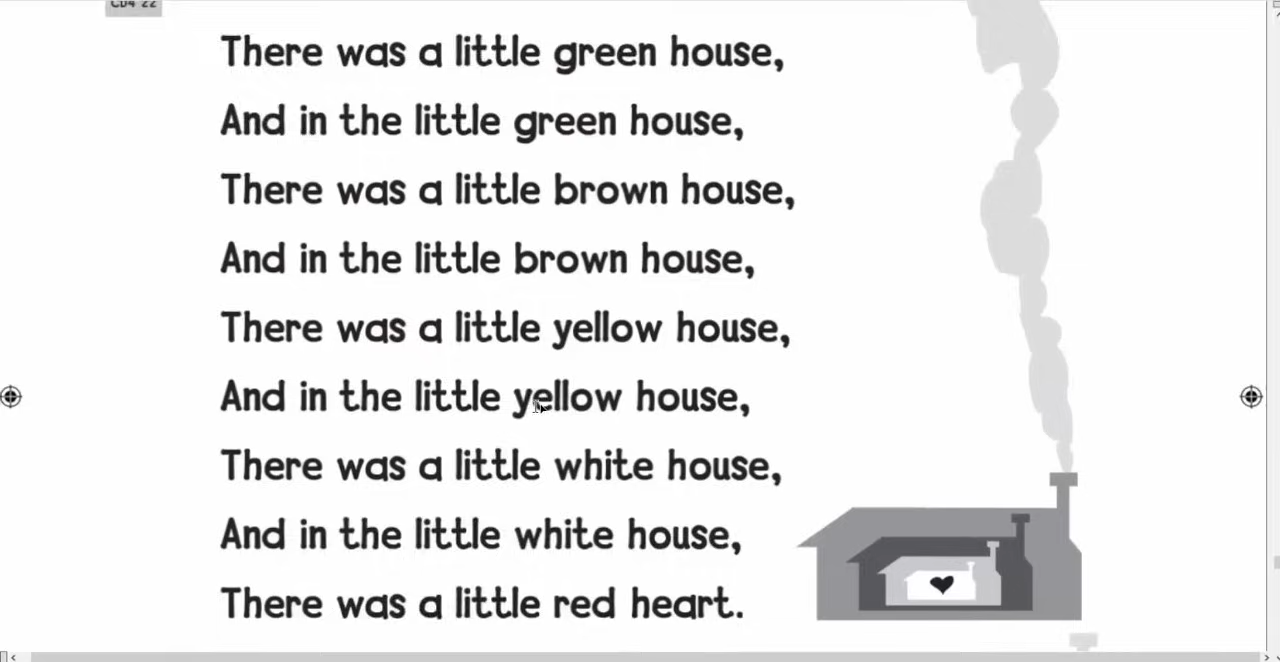 CD4 22
There was a little green house,
And in the little green house,
There was a little brown house,
And in the little brown house,
There was a little yellow house,
And in the little yellow house,
There was a little white house,
And in the little white house,
There was a little red heart.